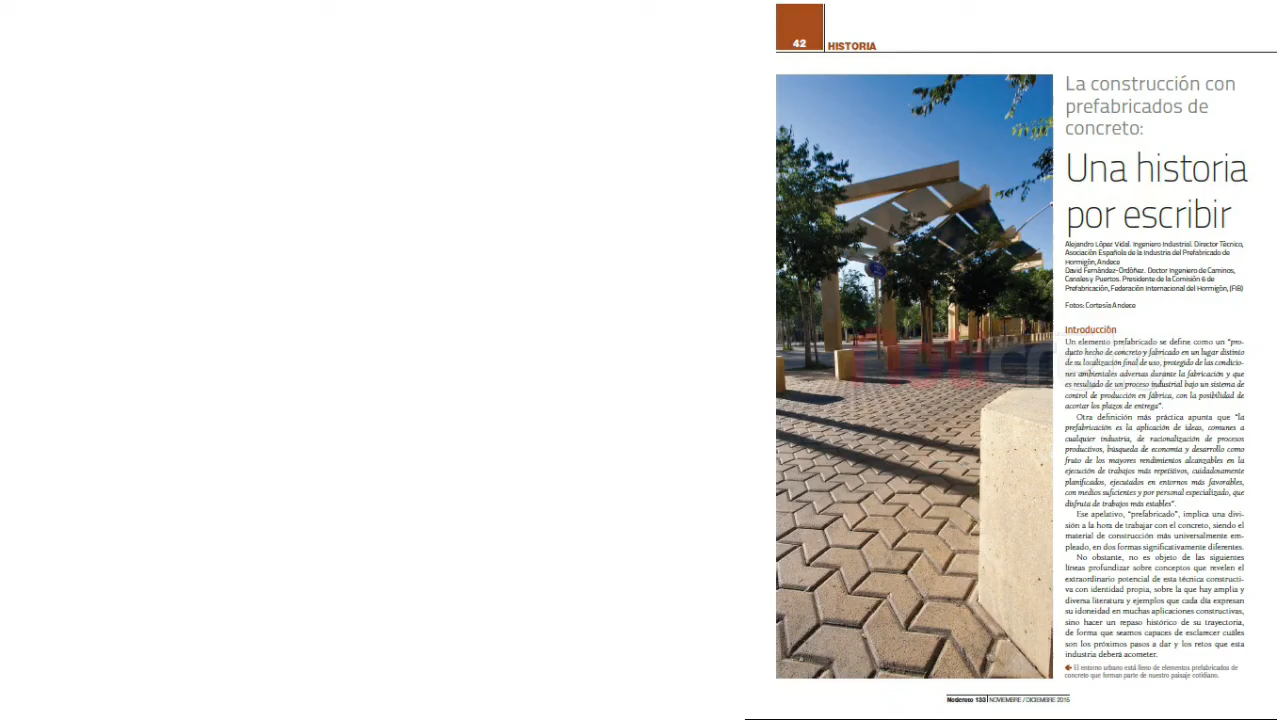 42
HISTORIA
La construcción con
prefabricados de
concreto:
Una historia
por escribir
Alejandro López Vidal. Ingeniero Industrial. Director Técnico,
Asociación Española de la Industria del Prefabricado de
Hormigón, Andece
David Fernández-Ordóñez. Doctor Ingeniero de Caminos,
Canales y Puertos. Presidente de la Comisión 6 de
Prefabricación, Federación Internacional del Hormigón, (FIB)
Fotos: Cortesía Andece
Introducción
Un elemento prefabricado se define como un "pro-
ducto hecho de concreto y fabricado en un lugar distinto
de su localización final de uso, protegido de las condicio-
nes ambientales adversas durante la fabricación y que
es resultado de un proceso industrial bajo un sistema de
control de producción en fábrica, con la posibilidad de
acortar los plazos de entrega".
Otra definición más práctica apunta que "la
prefabricación es la aplicación de ideas, comunes a
cualquier industria, de racionalización de procesos
productivos, búsqueda de economía y desarrollo como
fruto de los mayores rendimientos alcanzables en la
ejecución de trabajos más repetitivos, cuidadosamente
planificados, ejecutados en entornos más favorables,
con medios suficientes y por personal especializado, que
disfruta de trabajos más estables".
Ese apelativo, "prefabricado", implica una divi-
sión a la hora de trabajar con el concreto, siendo el
material de construcción más universalmente em-
pleado, en dos formas significativamente diferentes.
No obstante, no es objeto de las siguientes
líneas profundizar sobre conceptos que revelen el
extraordinario potencial de esta técnica constructi-
va con identidad propia, sobre la que hay amplia y
diversa literatura y ejemplos que cada día expresan
su idoneidad en muchas aplicaciones constructivas,
sino hacer un repaso histórico de su trayectoria,
de forma que seamos capaces de esclarecer cuáles
son los próximos pasos a dar y los retos que esta
industria deberá acometer.
El entorno urbano está lleno de elementos prefabricados de
concreto que forman parte de nuestro paisaje cotidiano.
Noticreto 133 NOVIEMBRE / DICIEMBRE 2015